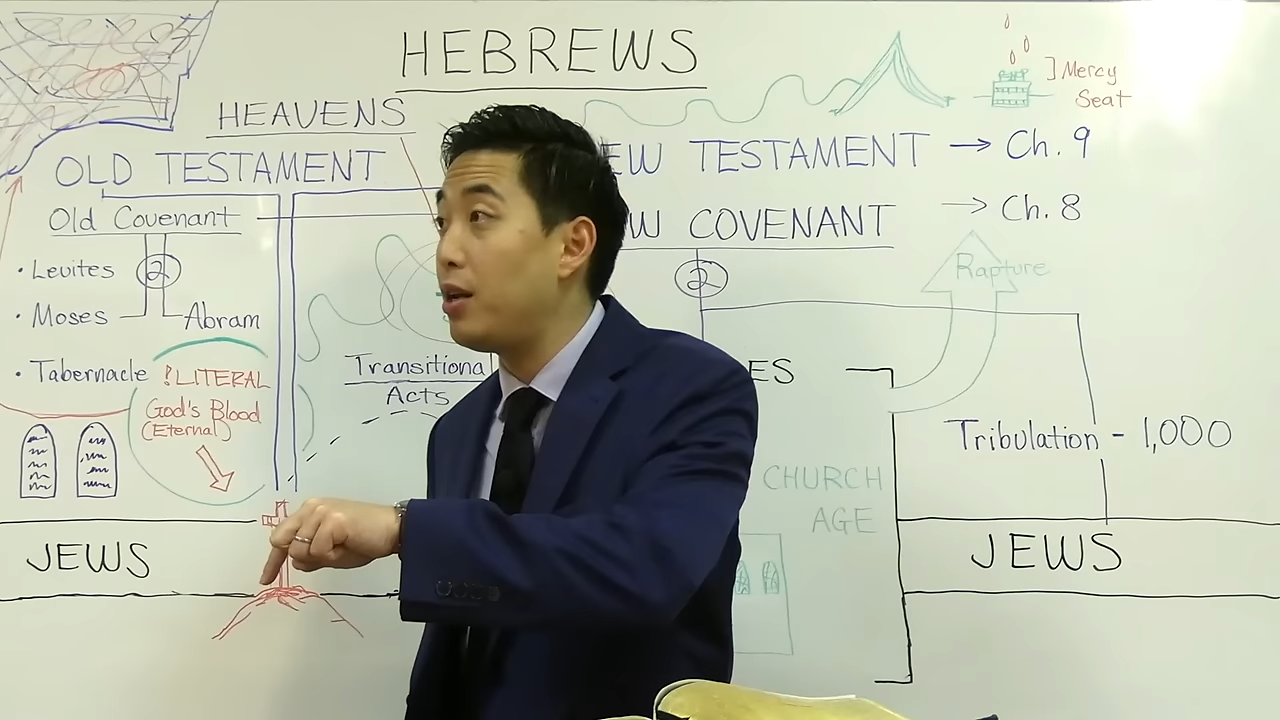 HEBREWS
] Mercy
Seat
HEAVENS
OLD TESTAMENT
EW TESTAMENT → Ch. 9
Old Covenant
W COVENANT → Ch. 8
2
2
· Levites
· Moses
Abram
· Tabernacle
Rapture
! LITERAL
God's Blood
(Eternal)
Transitional
Acts
ES
Tribulation - 1,000
CHURCH
AGE
JEWS
JEWS